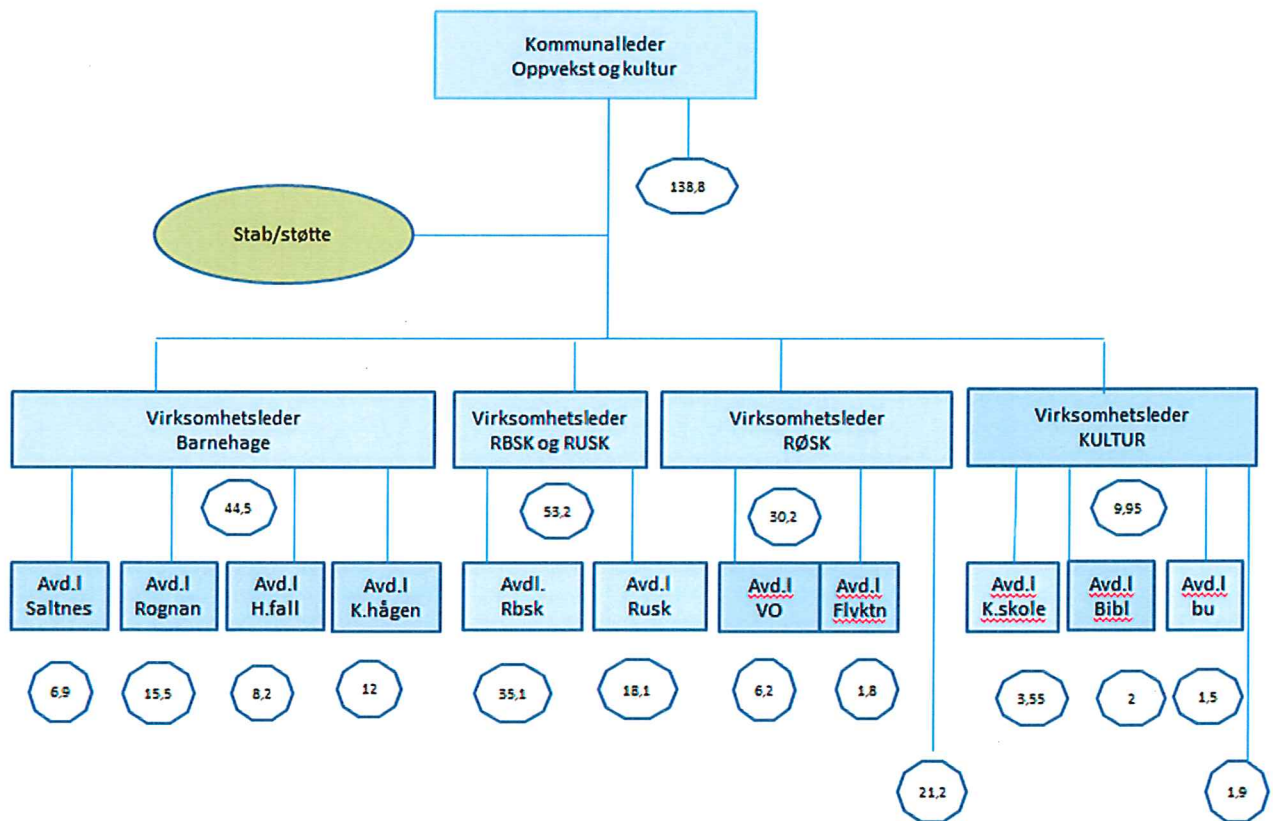 Kommunalleder
Oppvekst og kultur
138,8
Stab/støtte
Virksomhetsleder
Barnehage
Virksomhetsleder
RBSK og RUSK
Virksomhetsleder
RØSK
Virksomhetsleder
KULTUR
44,5
53,2
30,2
9,95
Avd.l
Saltnes
Avd.l
Rognan
Avd.l
H.fall
Avd.l
K.hågen
Avdl.
Rbsk
Avd.l
Rusk
Avd.l
VO
Avd.l
Flyktn
Avd.l
K.skole
Avd.l
Bibl
Avd.l
bu
6,9
15,5
8,2
12
35,1
18,1
6,2
1,8
3,55
2
1,5
21,2
1,9